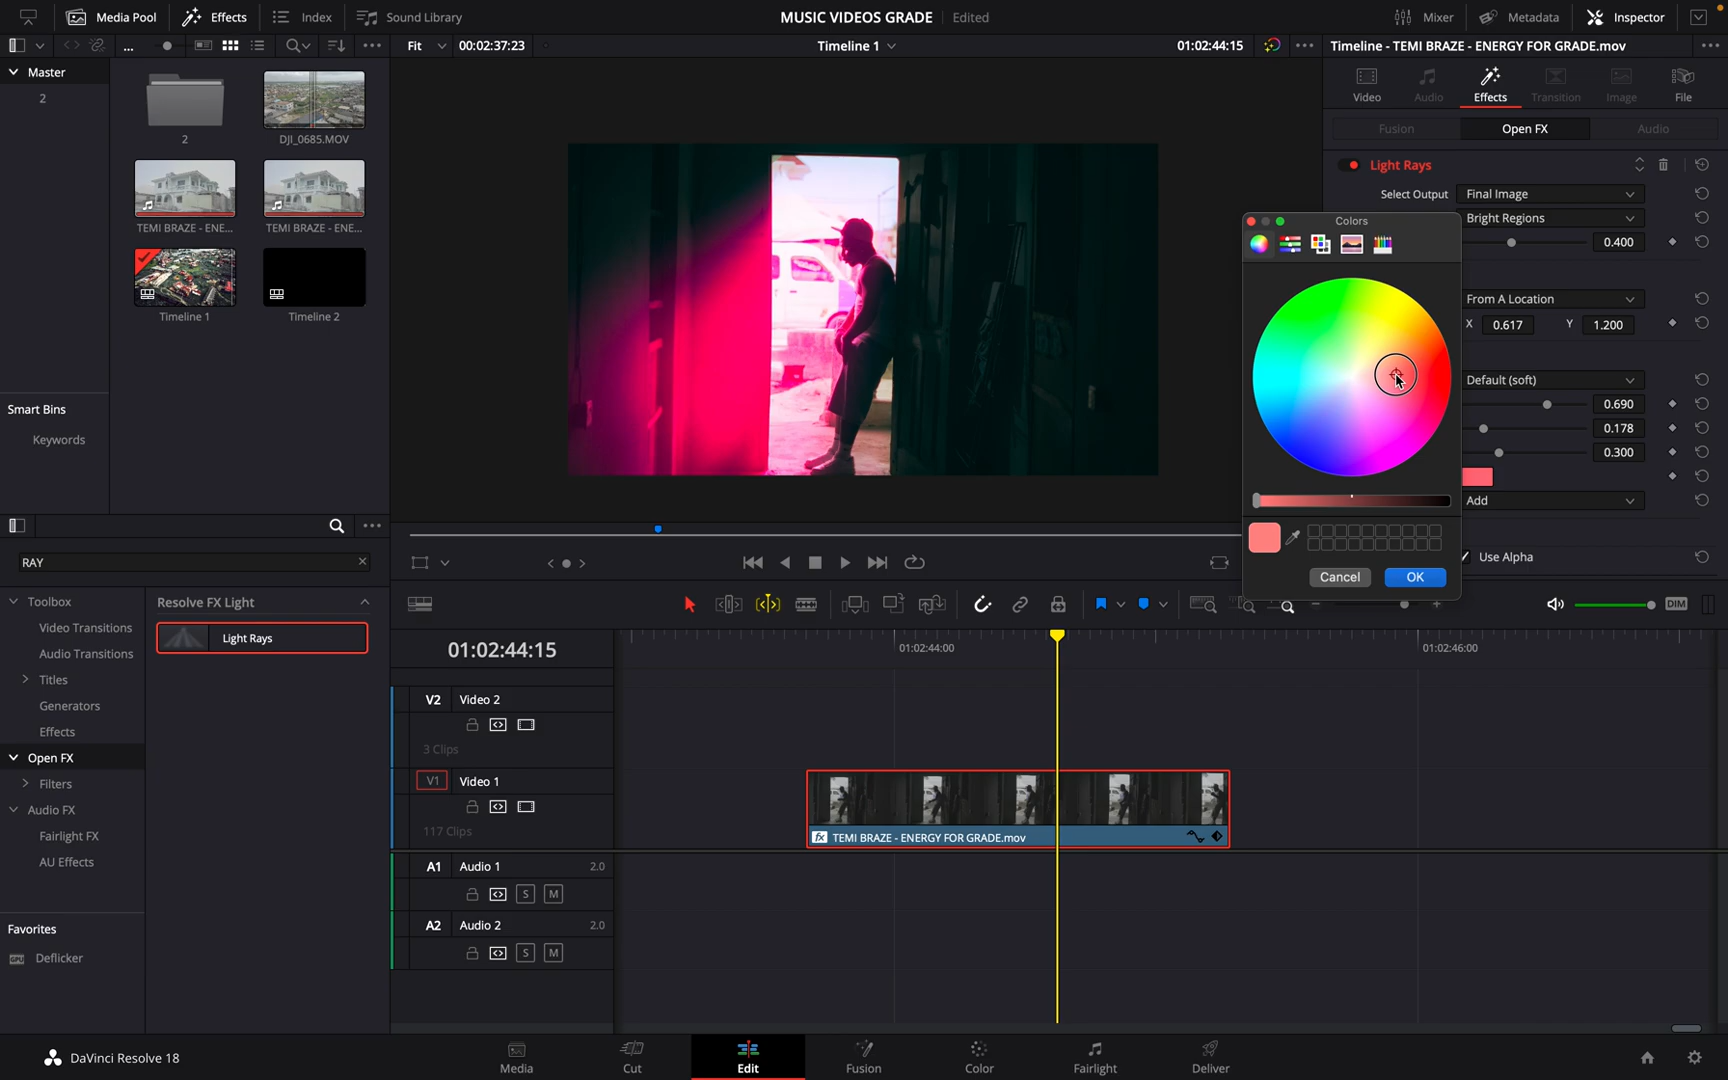 Media Pool
Effects
Index
Sound Library
MUSIC VIDEOS GRADE
Edited
Mixer
Metadata
Inspector
...
Fit
00:02:37:23
Timeline 1
01:02:44:15
Timeline - TEMI BRAZE - ENERGY FOR GRADE.mov
Master
2
2
DJI_0685.MOV
TEMI BRAZE - ENE...
TEMI BRAZE - ENE...
Timeline 1
Timeline 2
Smart Bins
Keywords
Video
Audio
Effects
Transition
Image
File
Fusion
Open FX
Audio
Light Rays
Select Output
Final Image
Bright Regions
0.400
From A Location
X
0.617
Y
1.200
Default (soft)
0.690
0.178
0.300
Add
Use Alpha
Colors
Cancel
OK
RAY
Toolbox
Video Transitions
Audio Transitions
Titles
Generators
Effects
Open FX
Filters
Audio FX
Fairlight FX
AU Effects
Favorites
Deflicker
Resolve FX Light
Light Rays
DIM
01:02:44:15
01:02:44:00
01:02:46:00
V2
Video 2
3 Clips
V1
Video 1
117 Clips
fx
TEMI BRAZE - ENERGY FOR GRADE.mov
A1
Audio 1
2.0
S
M
A2
Audio 2
2.0
S
M
DaVinci Resolve 18
Media
Cut
Edit
Fusion
Color
Fairlight
Deliver